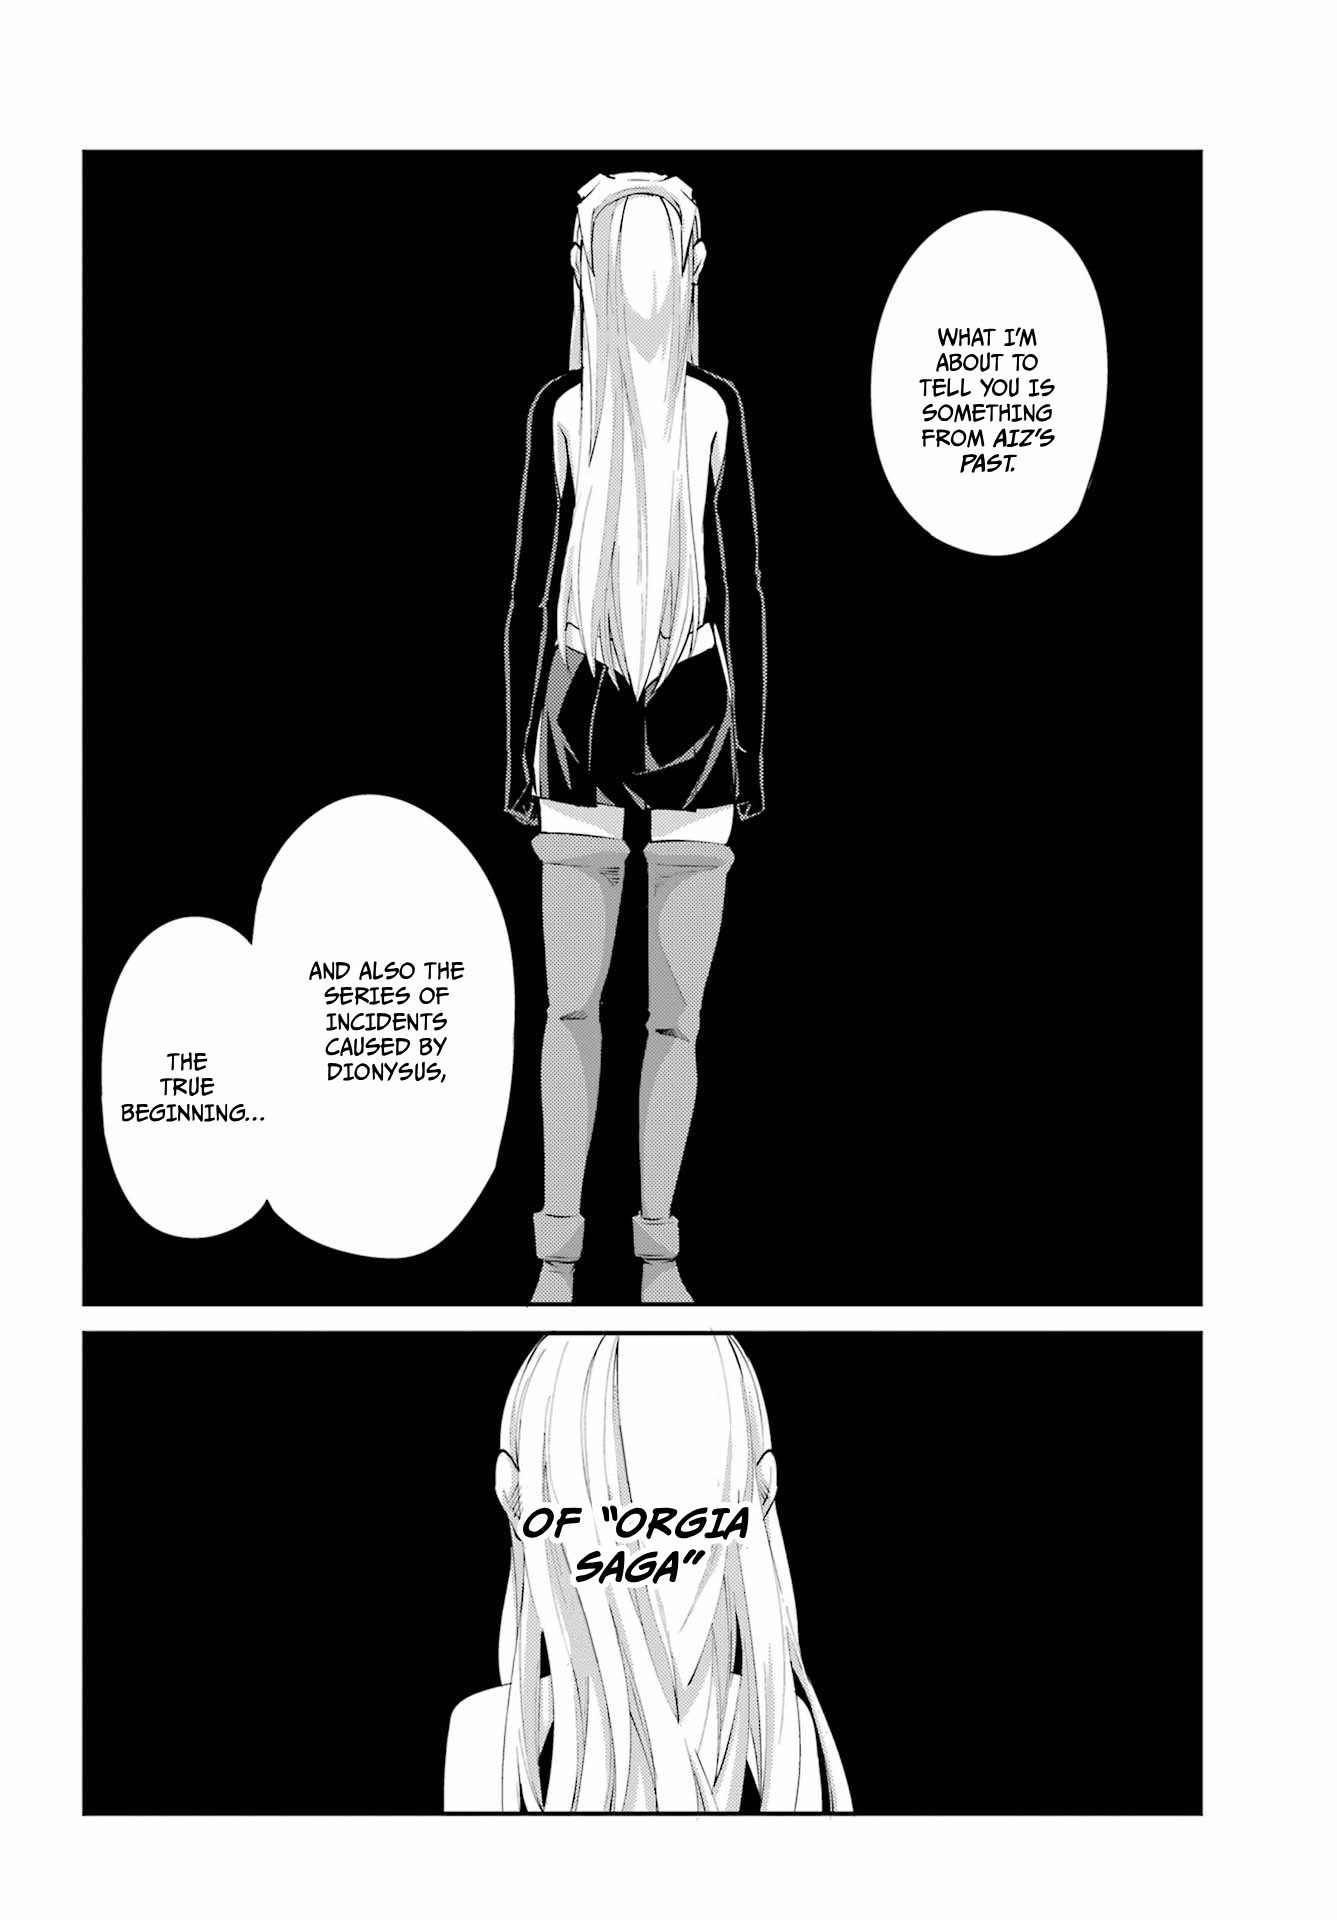 WHAT I'M
ABOUT TO
TELL YOU IS
SOMETHING
FROM AIZ'S
PAST.
AND ALSO THE
SERIES OF
INCIDENTS
CAUSED BY
DIONYSUS,
THE
TRUE
BEGINNING...
OF "ORGIA
SAGA"